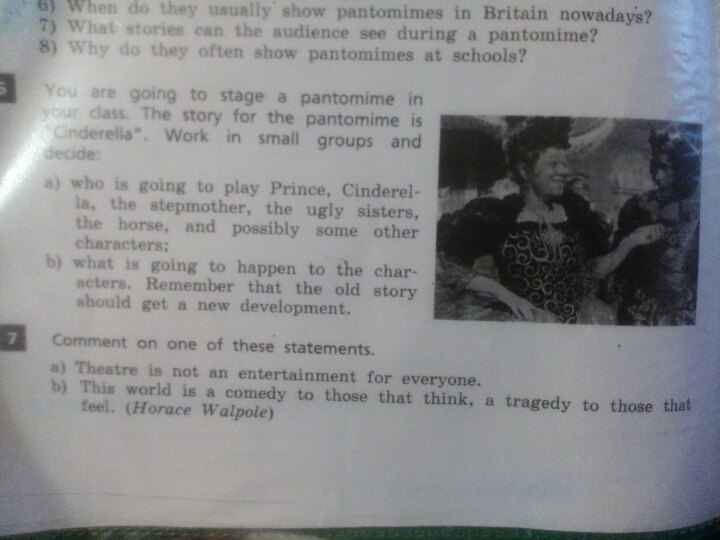 6) When do they usually show pantomimes in Britain nowadays?
7) What stories can the audience see during a pantomime?
8) Why do they often show pantomimes at schools?
You are going to stage a pantomime in
your class. The story for the pantomime is
"Cinderella". Work in small groups and
decide:
a) who is going to play Prince, Cinderel-
la, the stepmother, the ugly sisters,
the horse, and possibly some other
characters;
b) what is going to happen to the char-
acters. Remember that the old story
should get a new development.
7 Comment on one of these statements.
a) Theatre is not an entertainment for everyone.
b) This world is a comedy to those that think, a tragedy to those that
feel. (Horace Walpole)